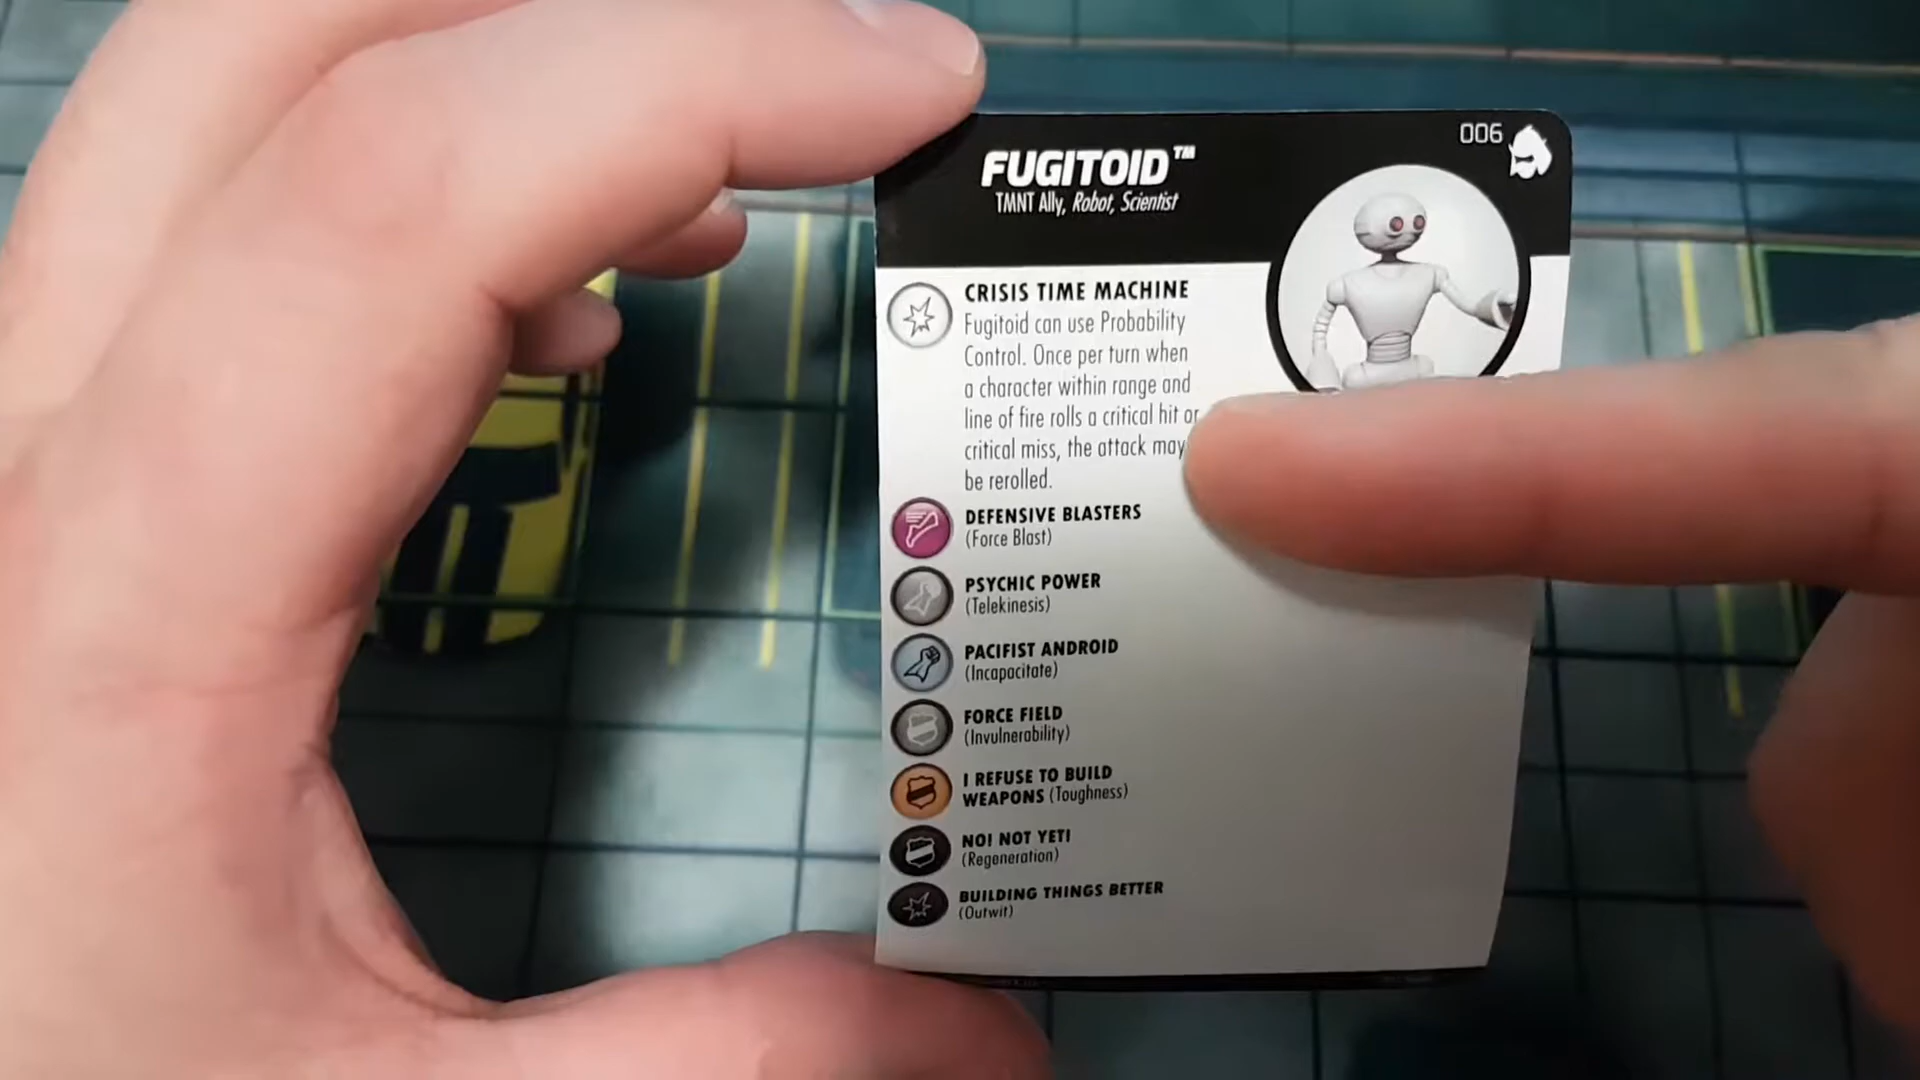 006
FUGITOID™
TMNT Ally, Robot, Scientist
CRISIS TIME MACHINE
Fugitoid can use Probability
Control. Once per turn when
a character within range and
line of fire rolls a critical hit or
critical miss, the attack may
be rerolled.
DEFENSIVE BLASTERS
(Force Blast)
PSYCHIC POWER
(Telekinesis)
PACIFIST ANDROID
(Incapacitate)
FORCE FIELD
(Invulnerability)
I REFUSE TO BUILD
WEAPONS (Toughness)
NO! NOT YETI
(Regeneration)
BUILDING THINGS BETTER
(Outwit)